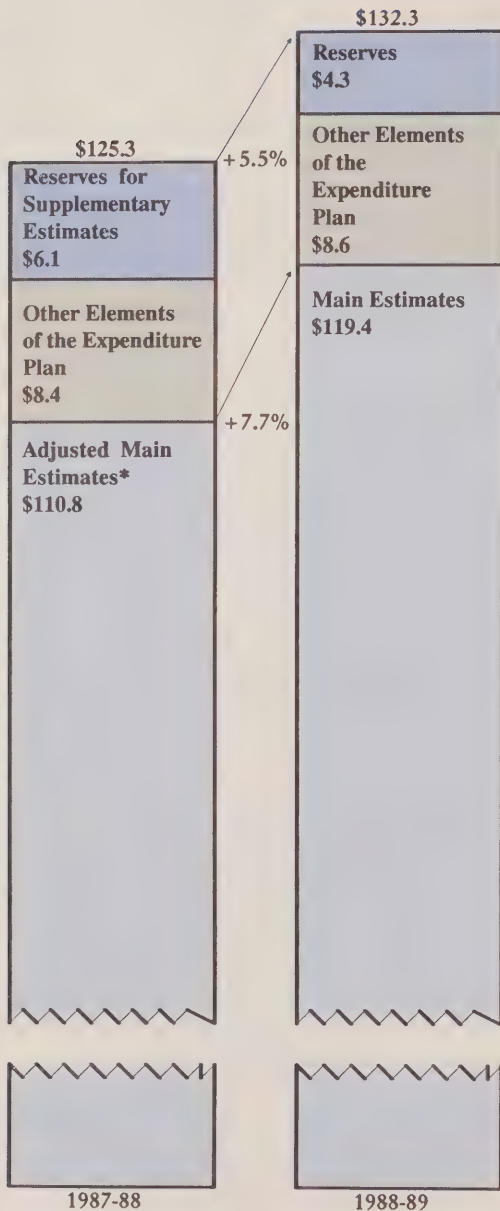 $125.3
Reserves for
Supplementary
Estimates
$6.1
Other Elements
of the Expenditure
Plan
$8.4
Adjusted Main
Estimates*
$110.8
1987-88
+5.5%
+7.7%
$132.3
Reserves
$4.3
Other Elements
of the
Expenditure
Plan
$8.6
Main Estimates
$119.4
1988-89